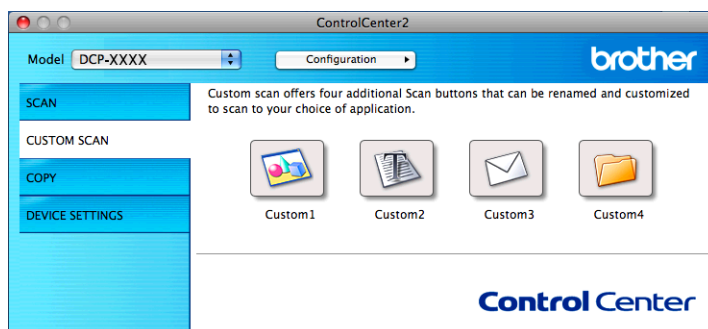 ControlCenter2
Model DCP-XXXX Configuration brother
SCAN
CUSTOM SCAN
COPY
DEVICE SETTINGS
Custom scan offers four additional Scan buttons that can be renamed and customized
to scan to your choice of application.
Custom1 Custom2 Custom3 Custom4
Control Center